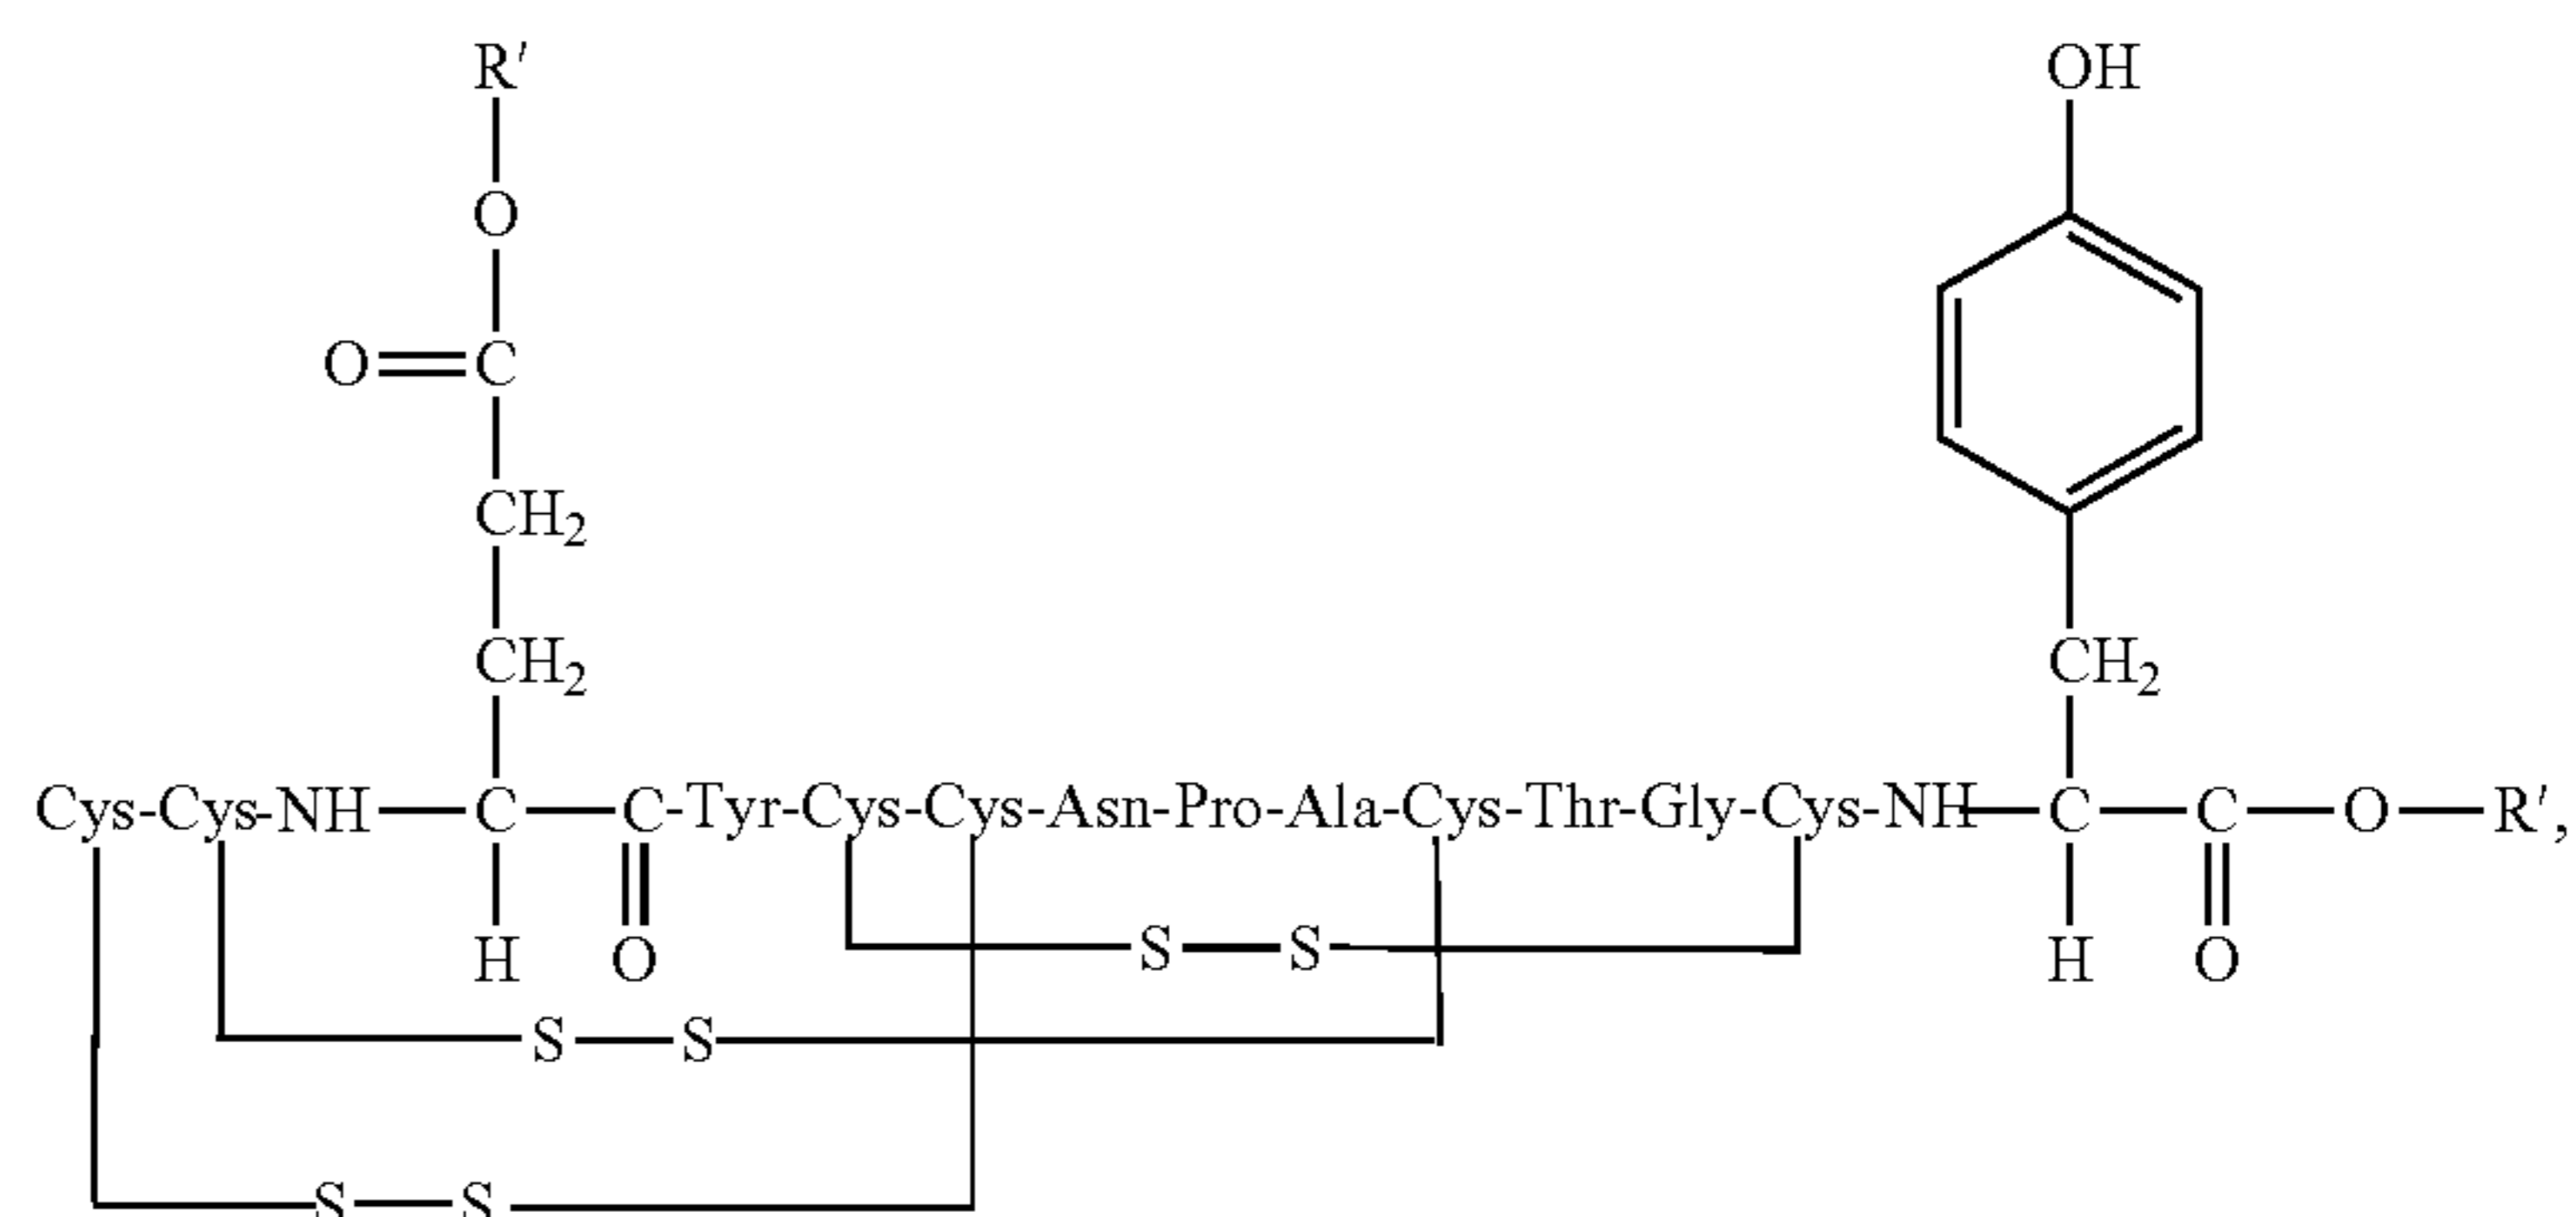 R′ OH
O
O C
CH2
CH2 CH2
Cys-Cys-NH C C-Tyr-Cys-Cys-Asn-Pro-Ala-Cys-Thr-Gly-Cys-NH C C O R′,
S S
H O H O
S S
S S